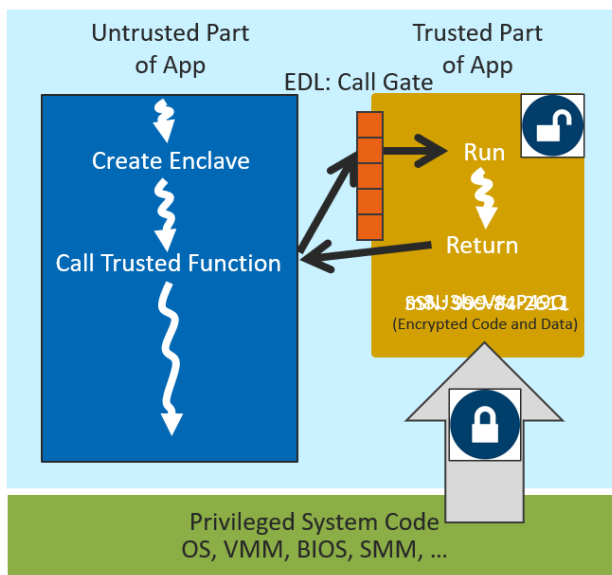 Untrusted Part
of App
Trusted Part
of App
EDL: Call Gate
Create Enclave
Call Trusted Function
Run
Return
(Encrypted Code and Data)
Privileged System Code
OS, VMM, BIOS, SMM, …